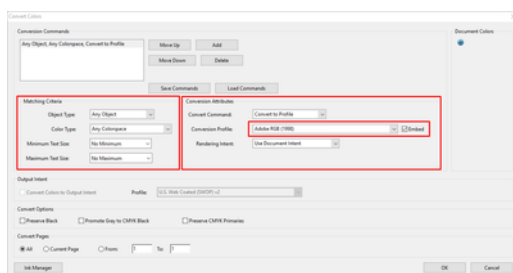 Convert Colors
Conversion Commands
Document Colors
Any Object, Any Colorspace, Convert to Profile
Move Up
Add
Move Down
Delete
Save Commands
Load Commands
Matching Criteria
Conversion Attributes
Object Type: Any Object
Convert Command: Convert to Profile
Color Type: Any Colorspace
Conversion Profile: Adobe RGB (1998) Embed
Minimum Text Size: No Minimum
Rendering Intent: Use Document Intent
Maximum Text Size: No Maximum
Output Intent
Convert Colors to Output Intent Profile: U.S. Web Coated (SWOP) v2
Convert Options
Preserve Black Promote Gray to CMYK Black Preserve CMYK Primaries
Convert Pages
All Current Page From: 1 To: 1
Ink Manager
OK
Cancel